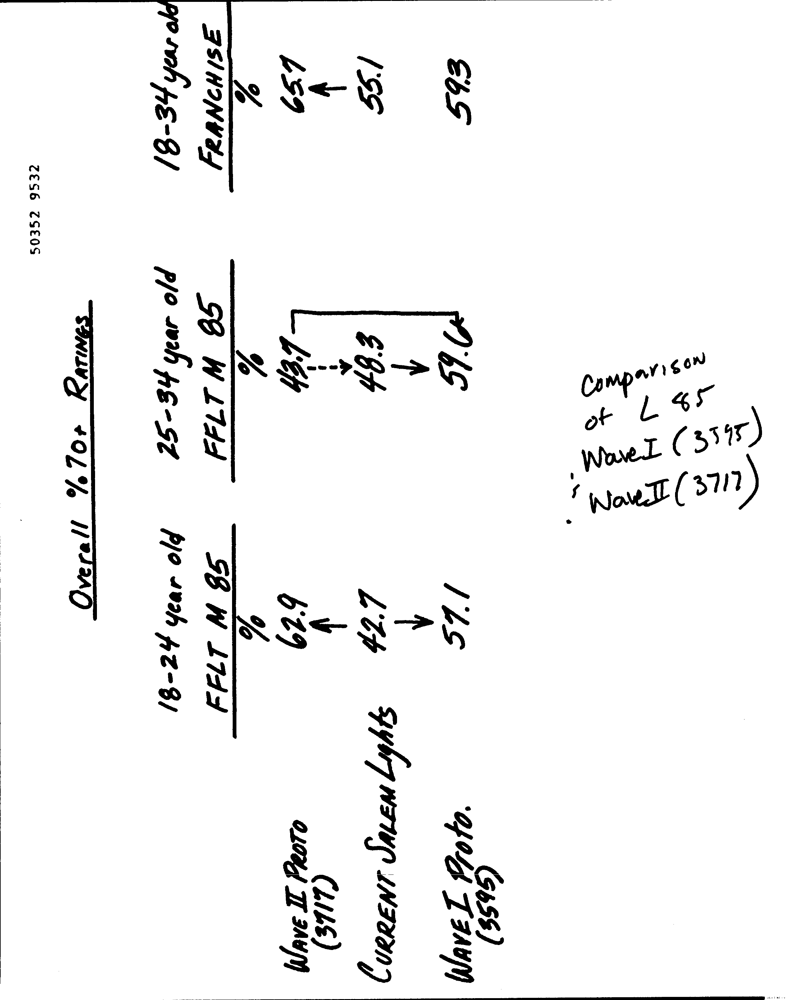 50352 9532
Overall % 70+ RATINGS
18-24 year old 25-34 year old 18-34 year old
FFLT M 85 FFLT M 85 FRANCHISE
% % %
WAVE II PROTO 62.9 43.7 65.7
(3717)
CURRENT SALEM Lights 42.7 48.3 55.1
WAVE I Proto. 57.1 59.6 59.3
(3595)
Comparison
of L 85
Wave I (3595)
Wave II (3717)